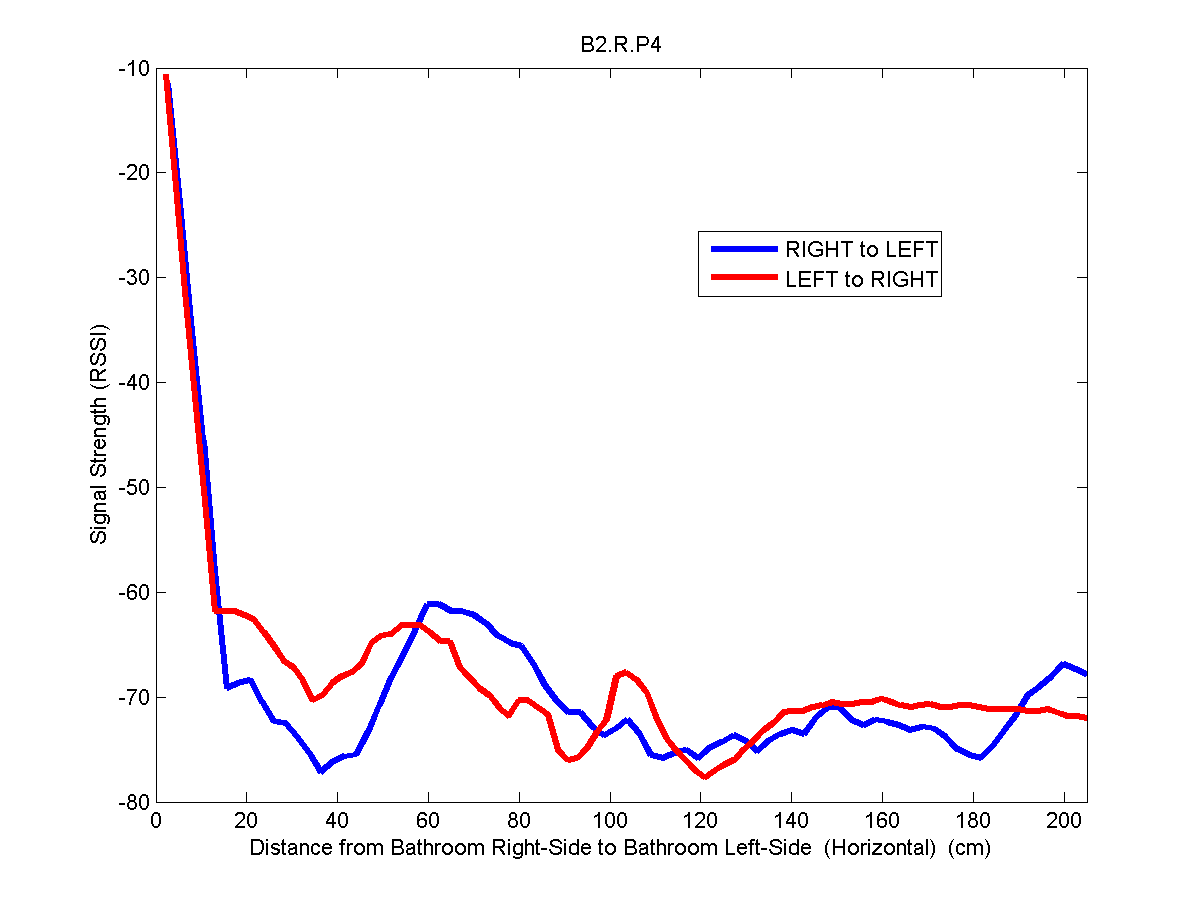 B2.R.P4
-10
-20
-30
-40
-50
-60
-70
-80
Signal Strength (RSSI)
RIGHT to LEFT
LEFT to RIGHT
0 20 40 60 80 100 120 140 160 180 200
Distance from Bathroom Right-Side to Bathroom Left-Side (Horizontal) (cm)